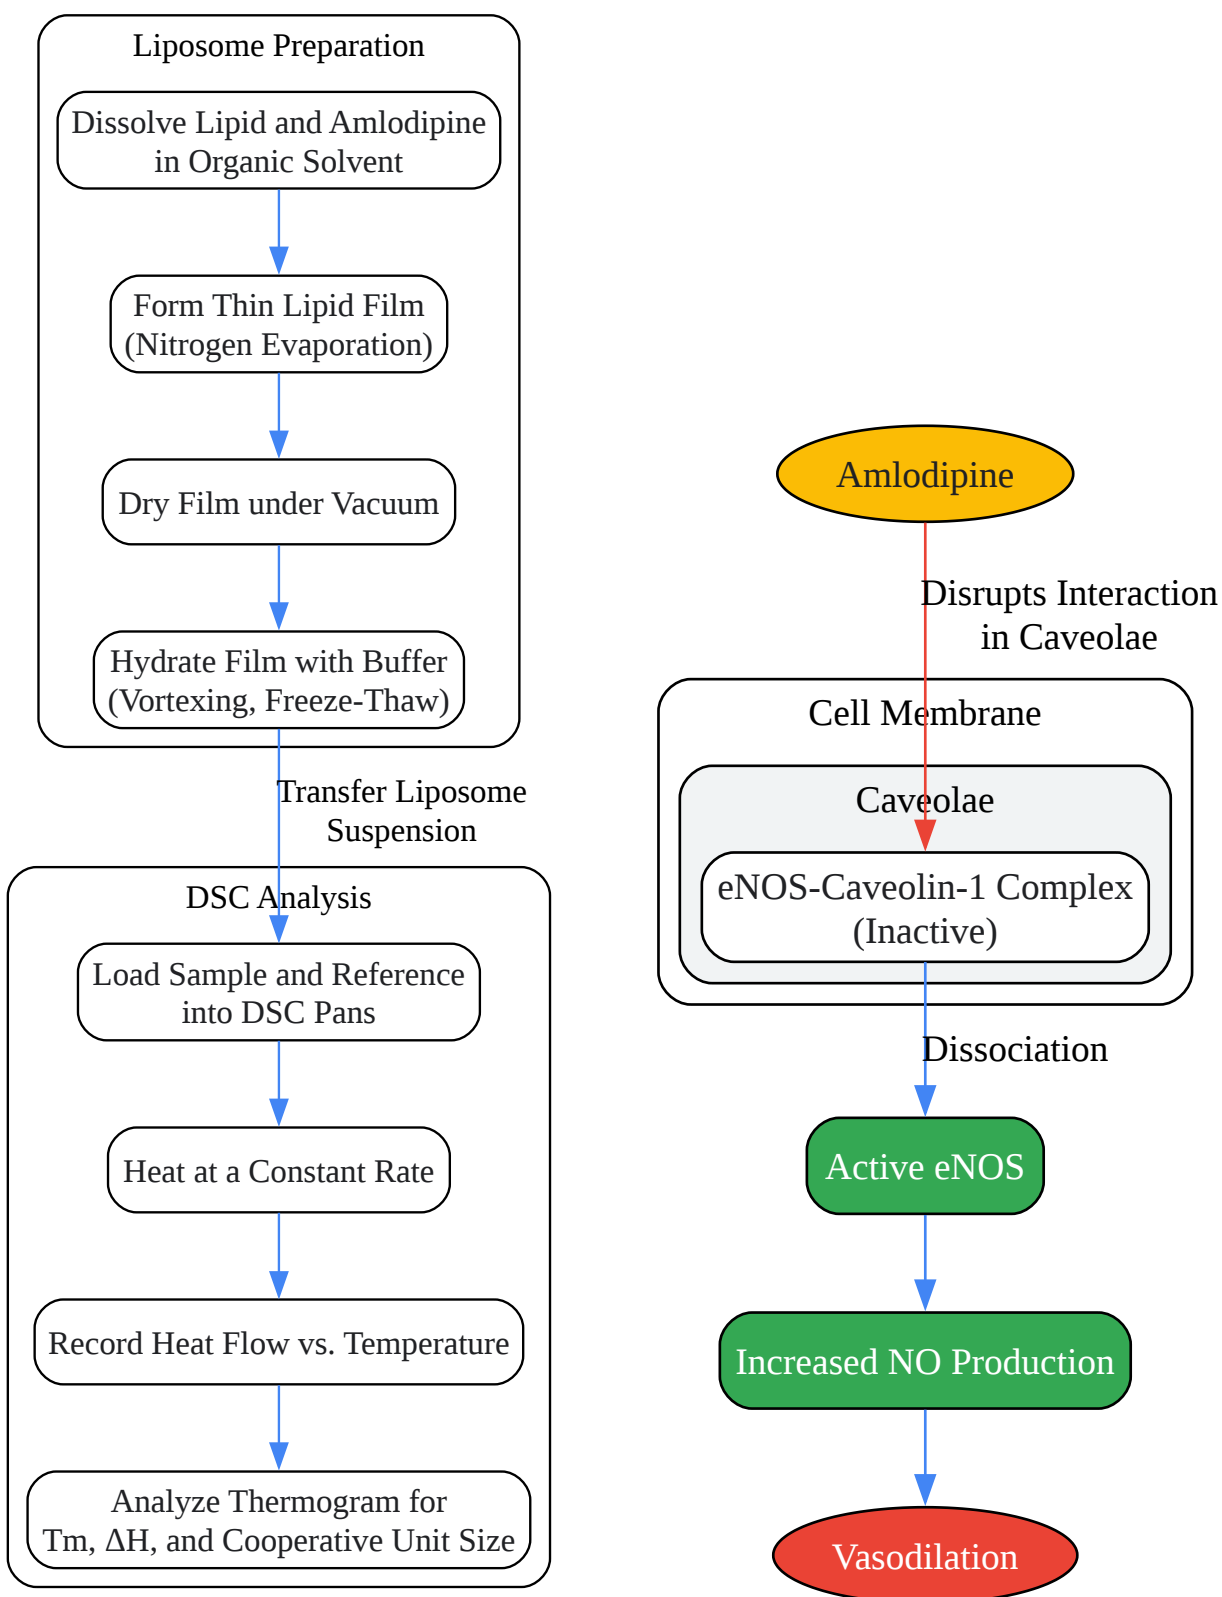 Liposome Preparation
Dissolve Lipid and Amlodipine
in Organic Solvent
Form Thin Lipid Film
(Nitrogen Evaporation)
Dry Film under Vacuum
Hydrate Film with Buffer
(Vortexing, Freeze-Thaw)
Transfer Liposome
Suspension
DSC Analysis
Load Sample and Reference
into DSC Pans
Heat at a Constant Rate
Record Heat Flow vs. Temperature
Analyze Thermogram for
Tm, ΔH, and Cooperative Unit Size
Amlodipine
Disrupts Interaction
in Caveolae
Cell Membrane
Caveolae
eNOS-Caveolin-1 Complex
(Inactive)
Dissociation
Active eNOS
Increased NO Production
Vasodilation